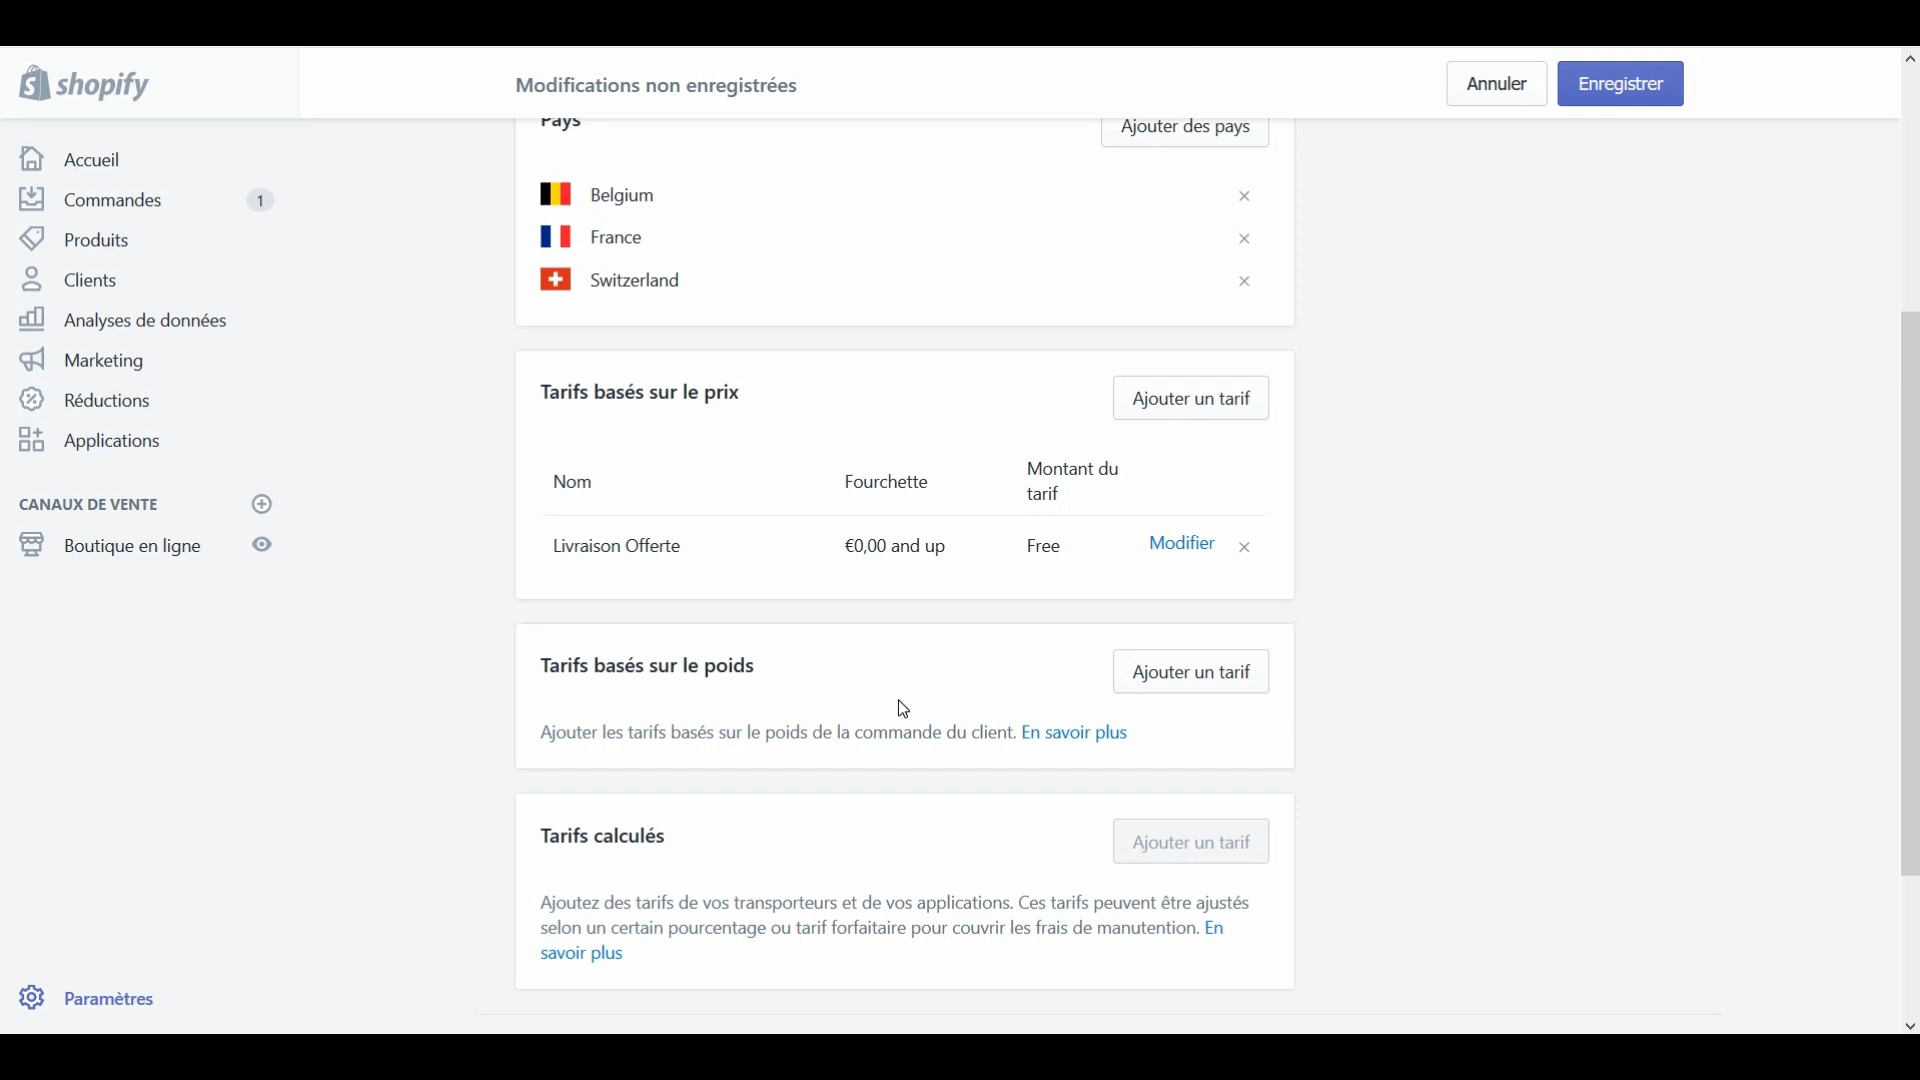 shopify
Modifications non enregistrées
Annuler
Enregistrer
Accueil
Commandes
1
Produits
Clients
Analyses de données
Marketing
Réductions
Applications
CANAUX DE VENTE
Boutique en ligne
Paramètres
Pays
Ajouter des pays
Belgium
France
Switzerland
Tarifs basés sur le prix
Ajouter un tarif
Nom
Fourchette
Montant du
tarif
Livraison Offerte
€0,00 and up
Free
Modifier
Tarifs basés sur le poids
Ajouter un tarif
Ajouter les tarifs basés sur le poids de la commande du client. En savoir plus
Tarifs calculés
Ajouter un tarif
Ajoutez des tarifs de vos transporteurs et de vos applications. Ces tarifs peuvent être ajustés
selon un certain pourcentage ou tarif forfaitaire pour couvrir les frais de manutention. En
savoir plus